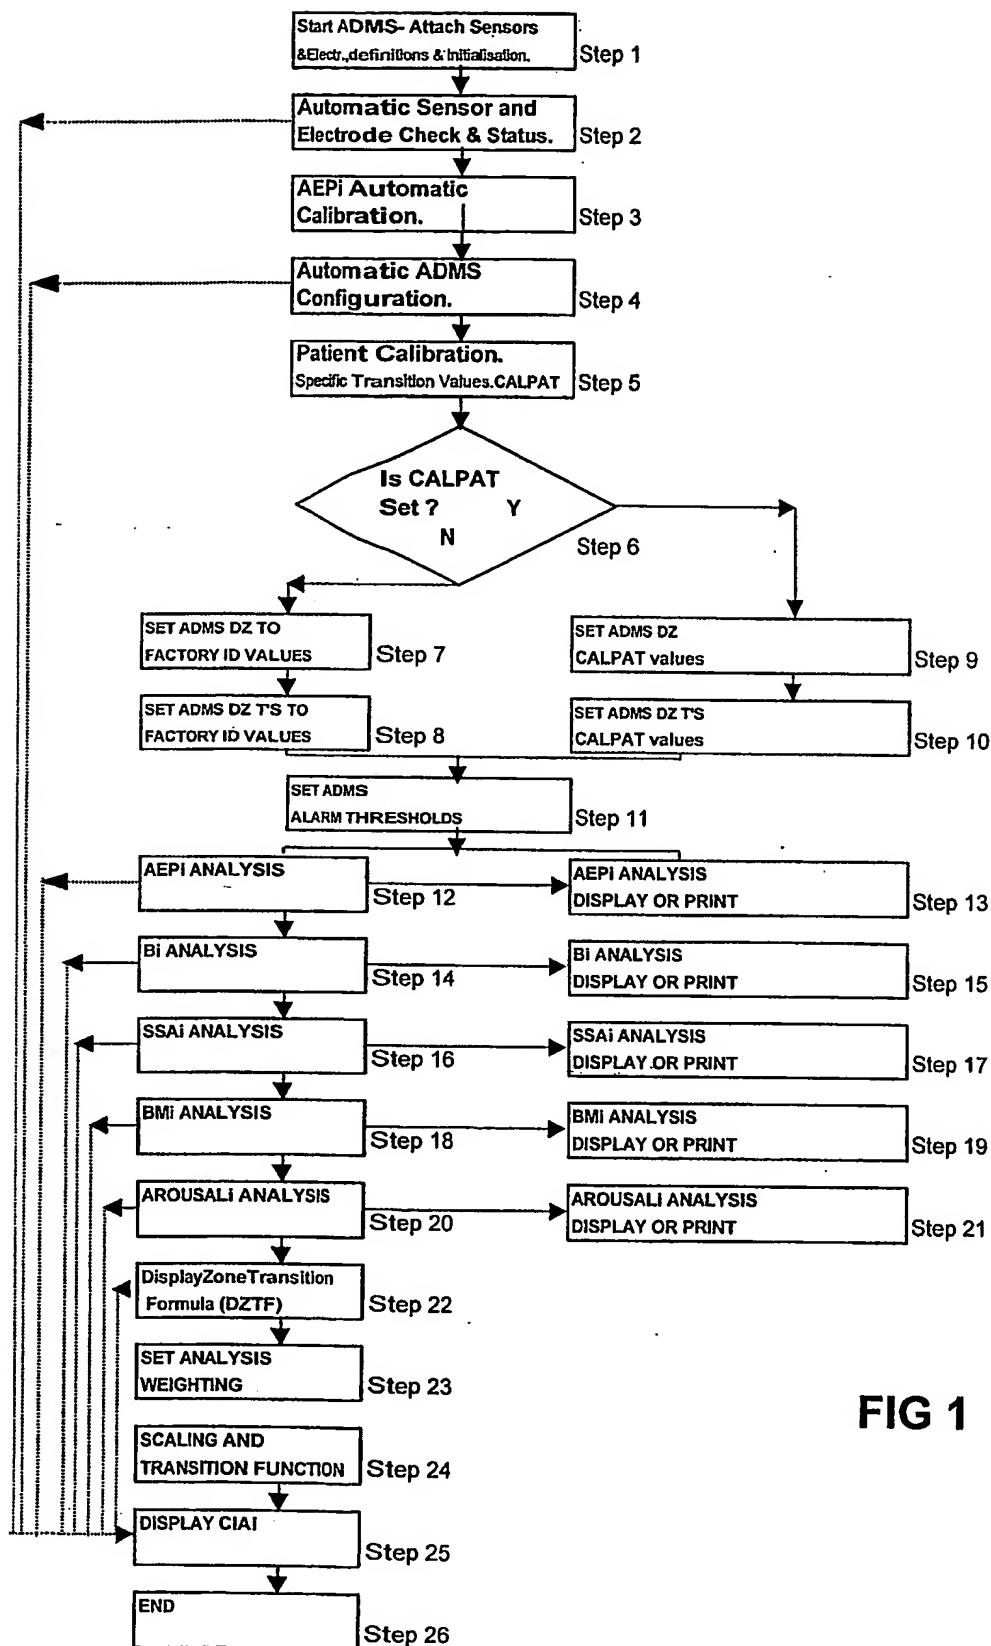 Start ADMS- Attach Sensors
&Electr.,definitions & Initialisation.
Step 1
Automatic Sensor and
Electrode Check & Status.
Step 2
AEPi Automatic
Calibration.
Step 3
Automatic ADMS
Configuration.
Step 4
Patient Calibration.
Specific Transition Values.CALPAT
Step 5
Is CALPAT
Set ? Y
N
Step 6
SET ADMS DZ TO
FACTORY ID VALUES
Step 7
SET ADMS DZ
CALPAT values
Step 9
SET ADMS DZ T'S TO
FACTORY ID VALUES
Step 8
SET ADMS DZ T'S
CALPAT values
Step 10
SET ADMS
ALARM THRESHOLDS
Step 11
AEPi ANALYSIS
Step 12
AEPi ANALYSIS
DISPLAY OR PRINT
Step 13
Bi ANALYSIS
Step 14
Bi ANALYSIS
DISPLAY OR PRINT
Step 15
SSAi ANALYSIS
Step 16
SSAi ANALYSIS
DISPLAY OR PRINT
Step 17
BMi ANALYSIS
Step 18
BMi ANALYSIS
DISPLAY OR PRINT
Step 19
AROUSALi ANALYSIS
Step 20
AROUSALi ANALYSIS
DISPLAY OR PRINT
Step 21
DisplayZoneTransition
Formula (DZTF)
Step 22
SET ANALYSIS
WEIGHTING
Step 23
FIG 1
SCALING AND
TRANSITION FUNCTION
Step 24
DISPLAY CIAi
Step 25
END
Step 26